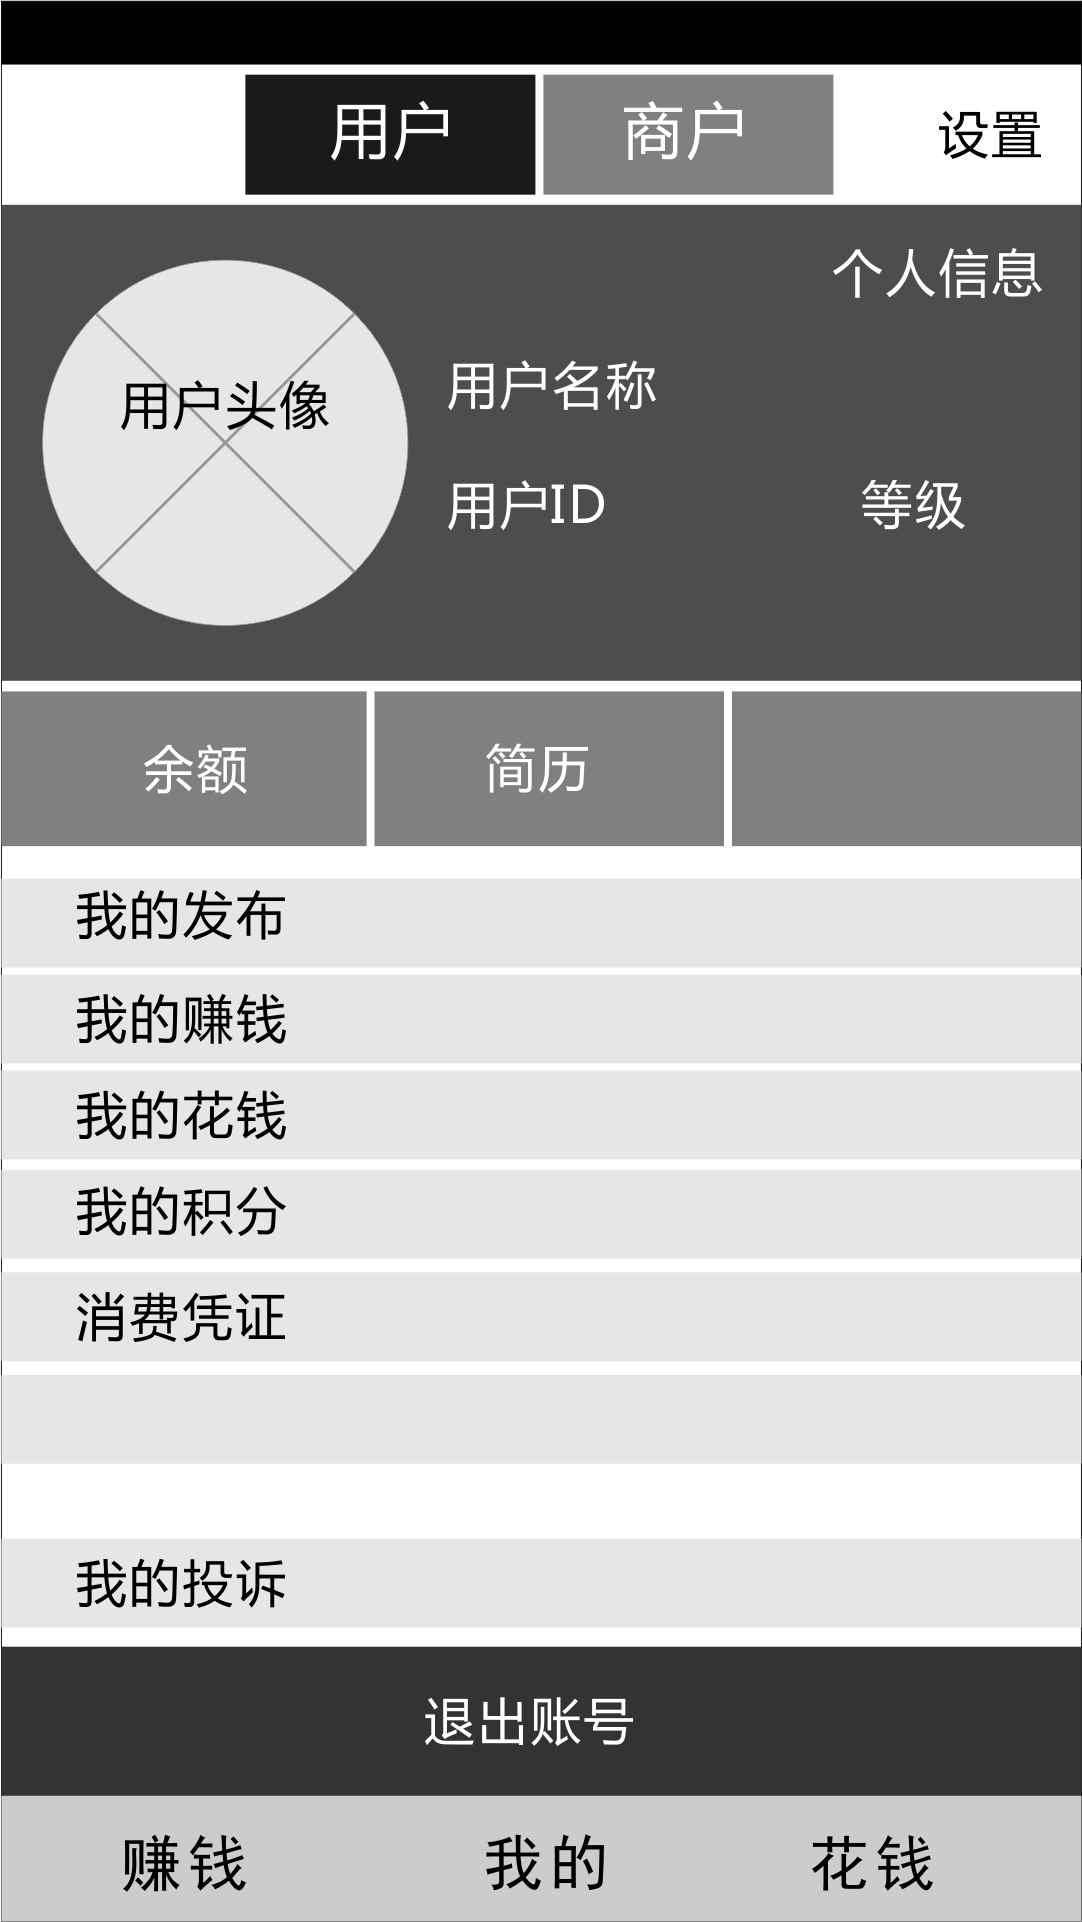 用户 商户 设置
个人信息
用户头像 用户名称
用户ID 等级
余额 简历
我的发布
我的赚钱
我的花钱
我的积分
消费凭证
我的投诉
退出账号
赚钱 我的 花钱